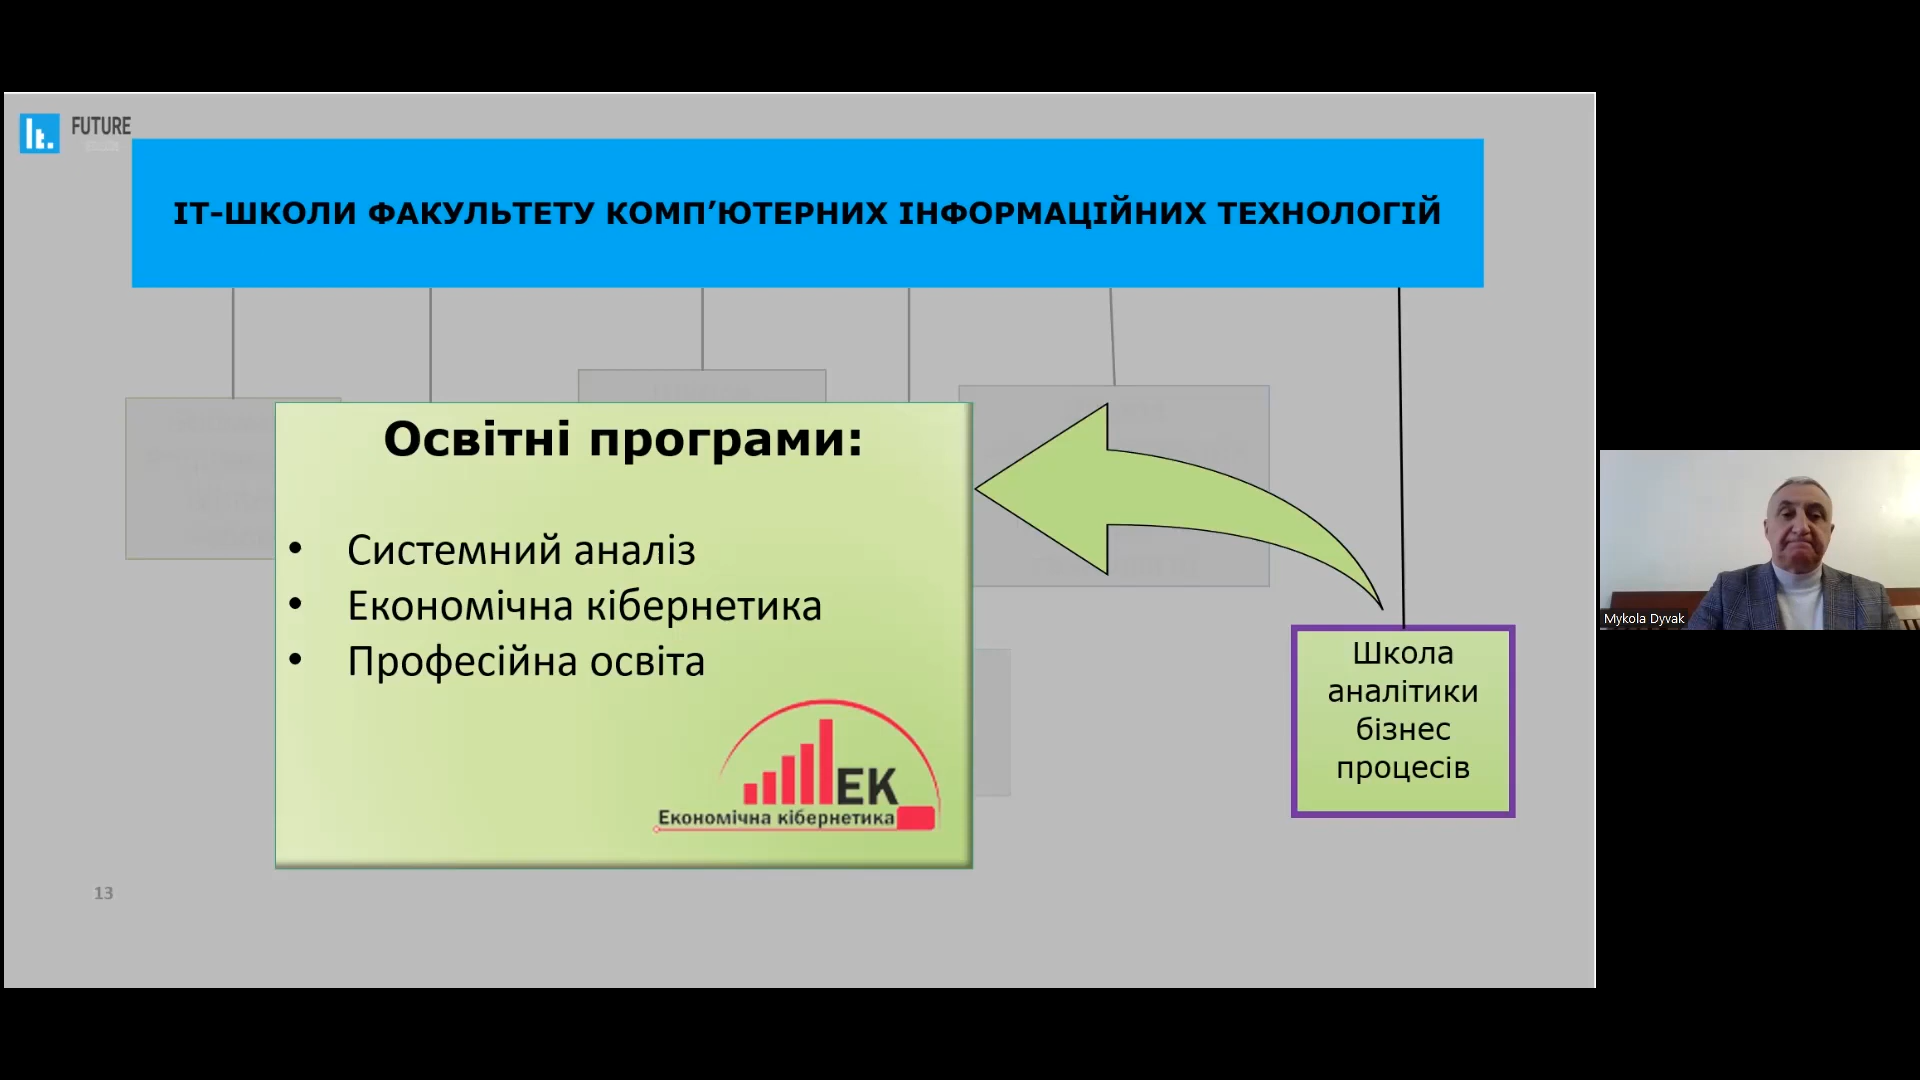 lt.
FUTURE
ІТ-ШКОЛИ ФАКУЛЬТЕТУ КОМП’ЮТЕРНИХ ІНФОРМАЦІЙНИХ ТЕХНОЛОГІЙ
Освітні програми:
• Системний аналіз
• Економічна кібернетика
• Професійна освіта
ЕК
Економічна кібернетика
Школа
аналітики
бізнес
процесів
13
Mykola Dyvak